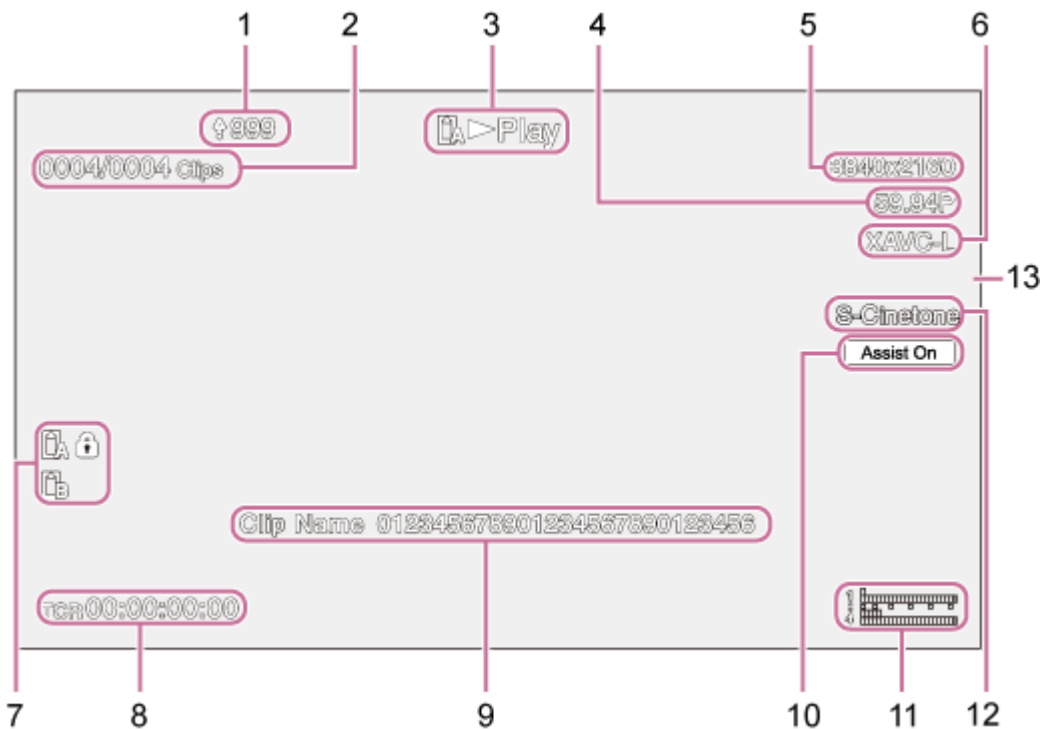 1 2 3 4 5 6
999
A Play
0004/0004 Clips
3840x2160
59.94P
XAVC-L
13
S-Cinetone
Assist On
A
B
Clip Name 01234567890123456789012345​6
TCR00:00:00:00
7 8 9 10 11 12